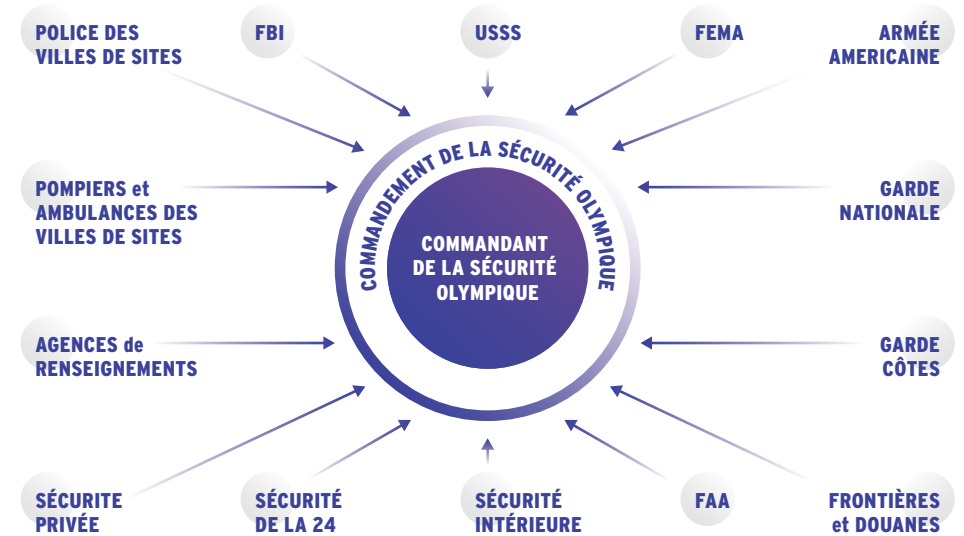 POLICE DES
VILLES DE SITES
FBI
USSS
FEMA
ARMÉE
AMERICAINE
COMMANDEMENT DE LA SÉCURITÉ OLYMPIQUE
POMPIERS et
AMBULANCES DES
VILLES DE SITES
COMMANDANT
DE LA SÉCURITÉ
OLYMPIQUE
GARDE
NATIONALE
AGENCES de
RENSEIGNEMENTS
GARDE
CÔTES
SÉCURITE
PRIVÉE
SÉCURITÉ
DE LA 24
SÉCURITÉ
INTÉRIEURE
FAA
FRONTIÈRES
et DOUANES